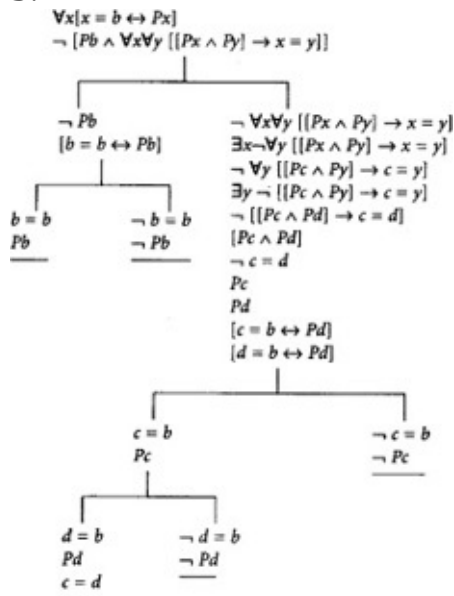 ∀x[x = b ↔ Px]
¬ [Pb ∧ ∀x∀y [[Px ∧ Py] → x = y]]
¬ Pb
[b = b ↔ Pb]
b = b
Pb
¬ b = b
¬ Pb
¬ ∀x∀y [[Px ∧ Py] → x = y]
∃x¬∀y [[Px ∧ Py] → x = y]
¬ ∀y [[Pc ∧ Py] → c = y]
∃y ¬ [[Pc ∧ Py] → c = y]
¬ [[Pc ∧ Pd] → c = d]
[Pc ∧ Pd]
¬ c = d
Pc
Pd
[c = b ↔ Pd]
[d = b ↔ Pd]
c = b
Pc
¬ c = b
¬ Pc
d = b
Pd
c = d
¬ d = b
¬ Pd